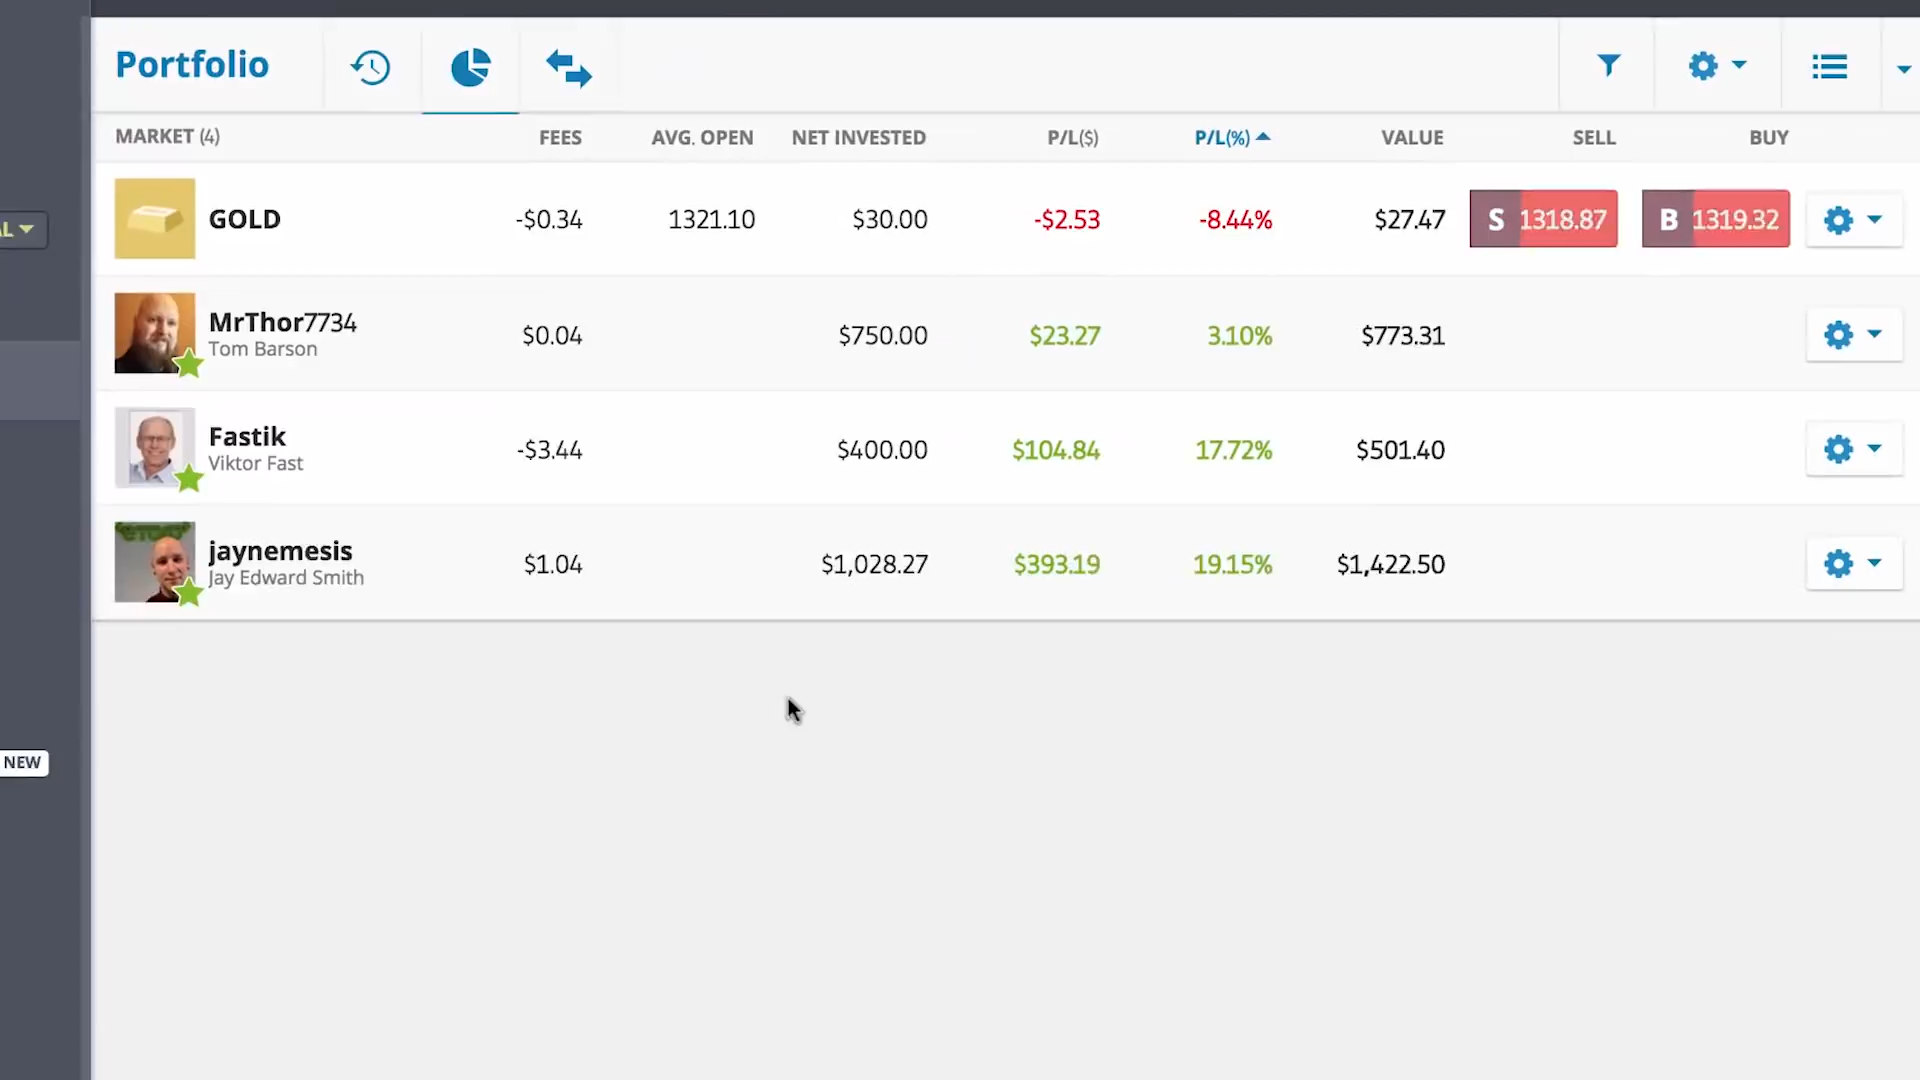 Portfolio
MARKET (4) FEES AVG. OPEN NET INVESTED P/L($) P/L(%) VALUE SELL BUY
GOLD -$0.34 1321.10 $30.00 -$2.53 -8.44% $27.47 S 1318.87 B 1319.32
MrThor7734 $0.04 $750.00 $23.27 3.10% $773.31
Tom Barson
Fastik -$3.44 $400.00 $104.84 17.72% $501.40
Viktor Fast
jaynemesis $1.04 $1,028.27 $393.19 19.15% $1,422.50
Jay Edward Smith
NEW